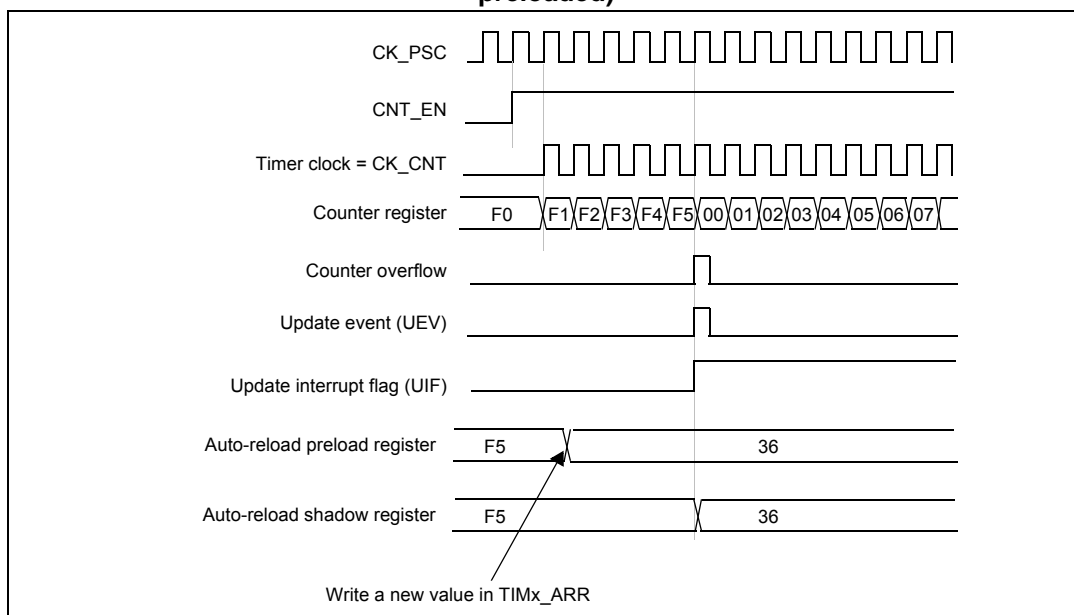 preloaded)
CK_PSC
CNT_EN
Timer clock = CK_CNT
Counter register F0 F1 F2 F3 F4 F5 00 01 02 03 04 05 06 07
Counter overflow
Update event (UEV)
Update interrupt flag (UIF)
Auto-reload preload register F5 36
Auto-reload shadow register F5 36
Write a new value in TIMx_ARR